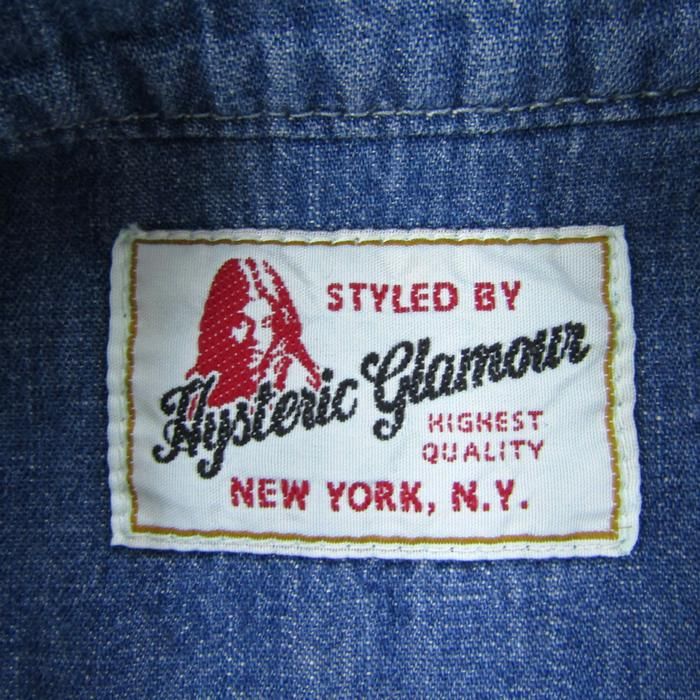 STYLED BY
Hysteric Glamour
HIGHEST
QUALITY
NEW YORK, N.Y.